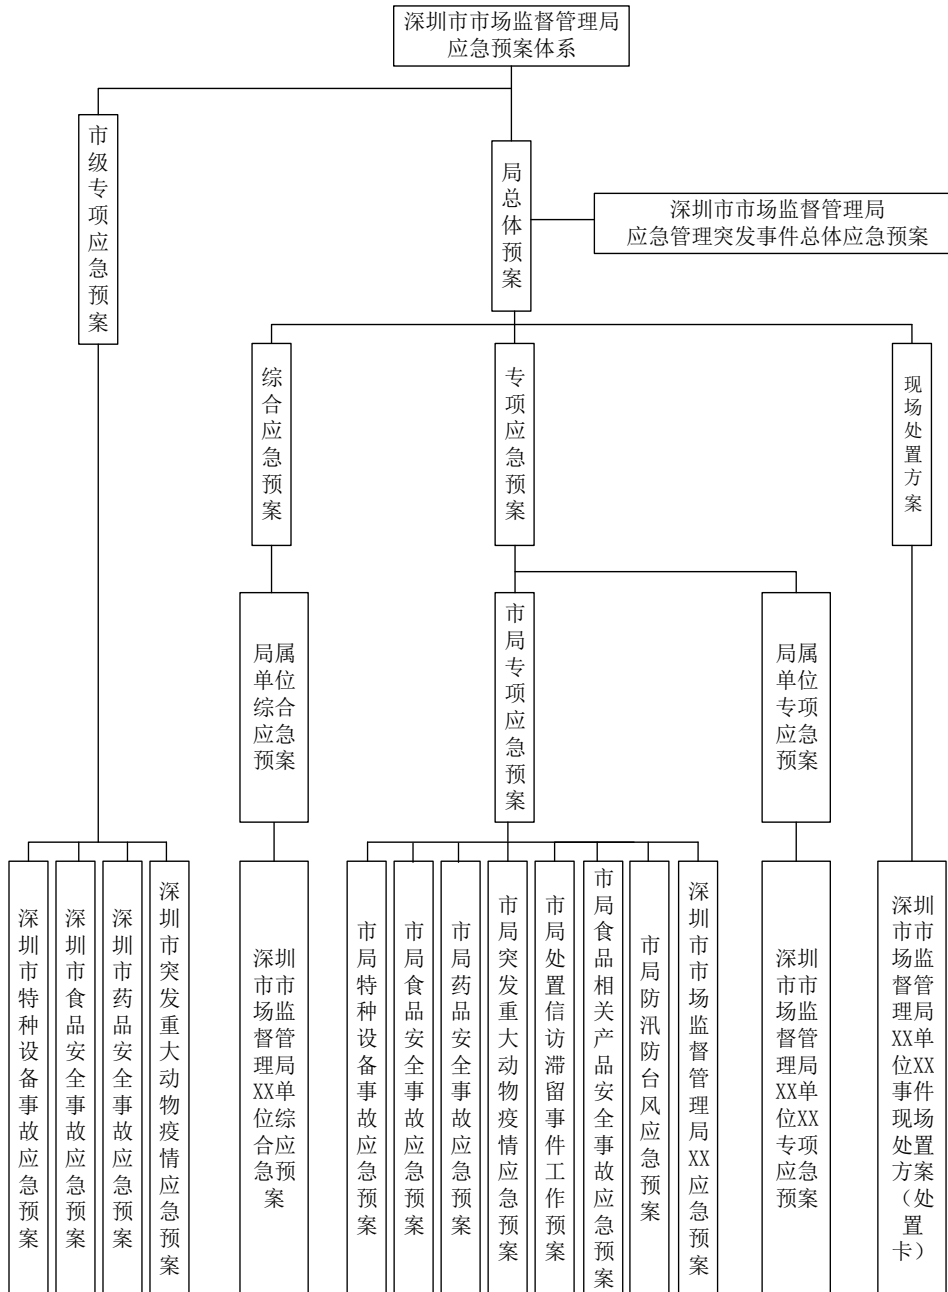 深圳市市场监督管理局
应急预案体系
市级专项应急预案
局总体预案
深圳市市场监督管理局
应急管理突发事件总体应急预案
综合应急预案
专项应急预案
现场处置方案
局属单位综合应急预案
市局专项应急预案
局属单位专项应急预案
深圳市特种设备事故应急预案
深圳市食品安全事故应急预案
深圳市药品安全事故应急预案
深圳市突发重大动物疫情应急预案
深圳市市场监督管理局XX单位综合应急预案
市局特种设备事故应急预案
市局食品安全事故应急预案
市局药品安全事故应急预案
市局突发重大动物疫情应急预案
市局处置信访滞留事件工作预案
市局食品相关产品安全事故应急预案
市局防汛防台风应急预案
深圳市市场监督管理局XX应急预案
深圳市市场监督管理局XX单位XX专项应急预案
深圳市市场监督管理局XX单位XX事件现场处置方案（处置卡）